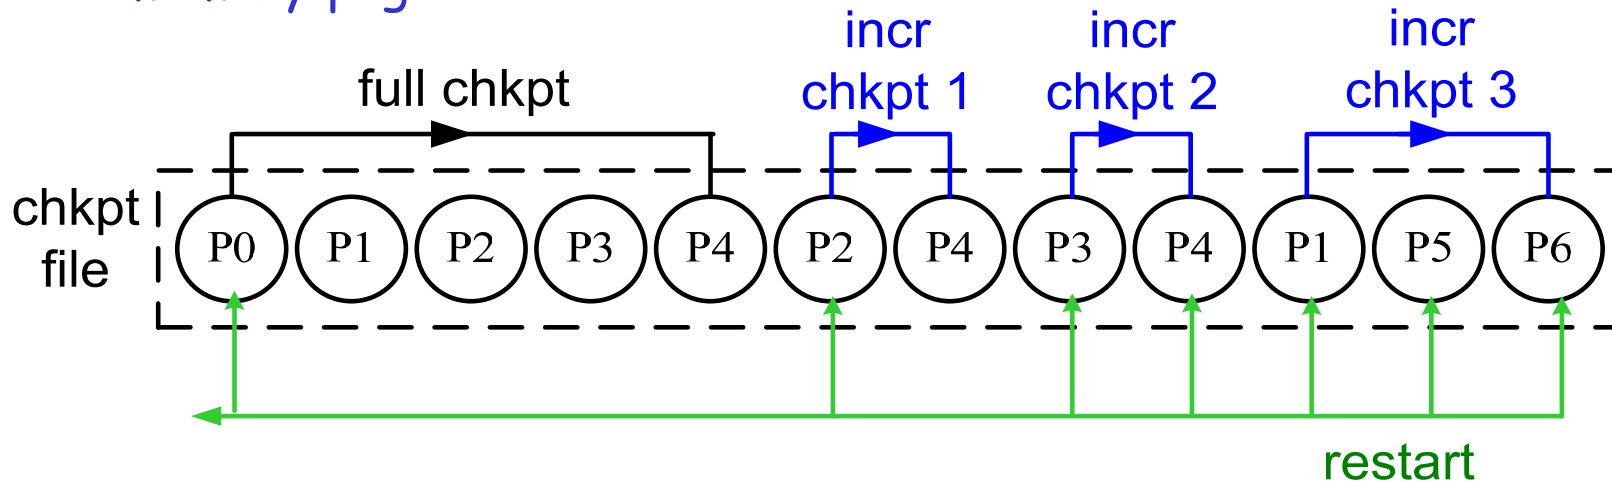 full chkpt
incr
chkpt 1
incr
chkpt 2
incr
chkpt 3
chkpt
file
P0 P1 P2 P3 P4 P2 P4 P3 P4 P1 P5 P6
restart